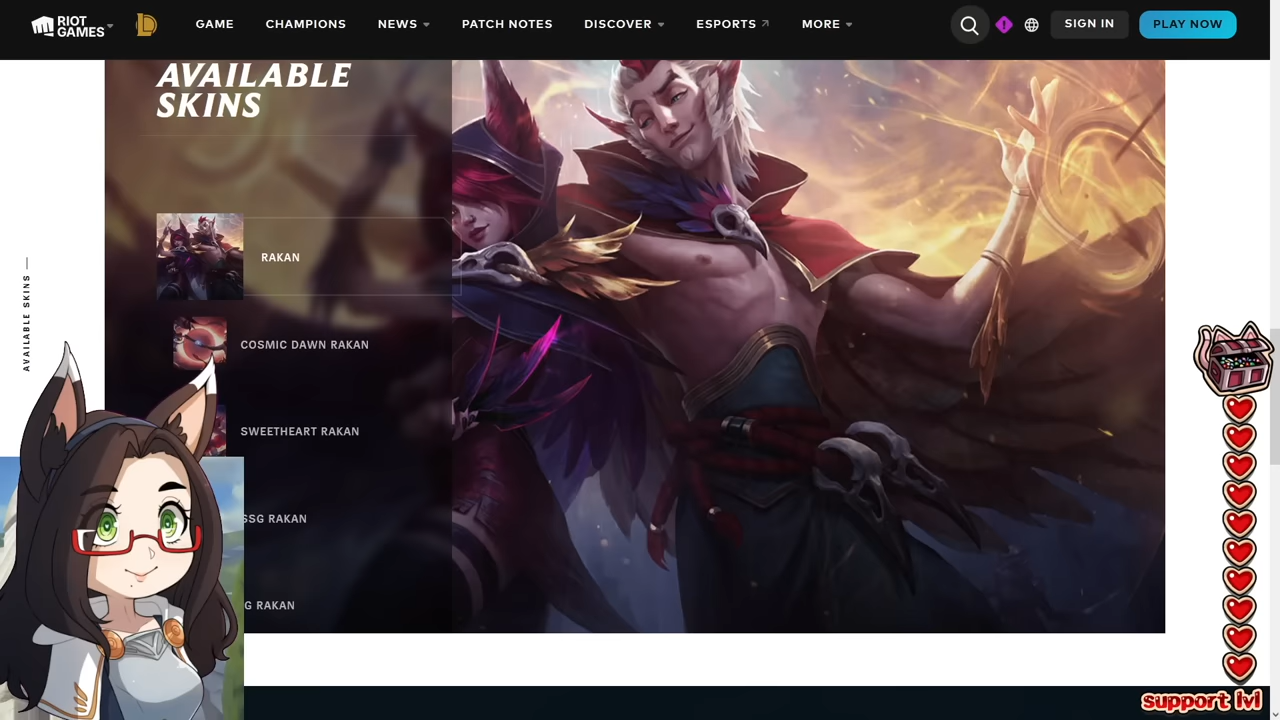 RIOT
GAMES
GAME
CHAMPIONS
NEWS
PATCH NOTES
DISCOVER
ESPORTS
MORE
SIGN IN
PLAY NOW
AVAILABLE
SKINS
RAKAN
COSMIC DAWN RAKAN
SWEETHEART RAKAN
SSG RAKAN
G RAKAN
AVAILABLE SKINS
support lvl